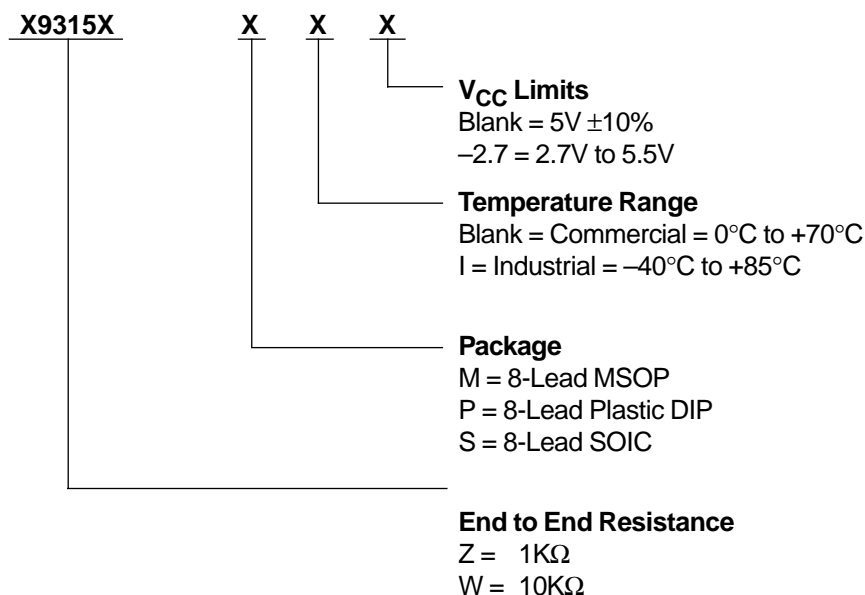 X9315X X X X
VCC Limits
Blank = 5V ±10%
–2.7 = 2.7V to 5.5V
Temperature Range
Blank = Commercial = 0°C to +70°C
I = Industrial = –40°C to +85°C
Package
M = 8-Lead MSOP
P = 8-Lead Plastic DIP
S = 8-Lead SOIC
End to End Resistance
Z = 1KΩ
W = 10KΩ